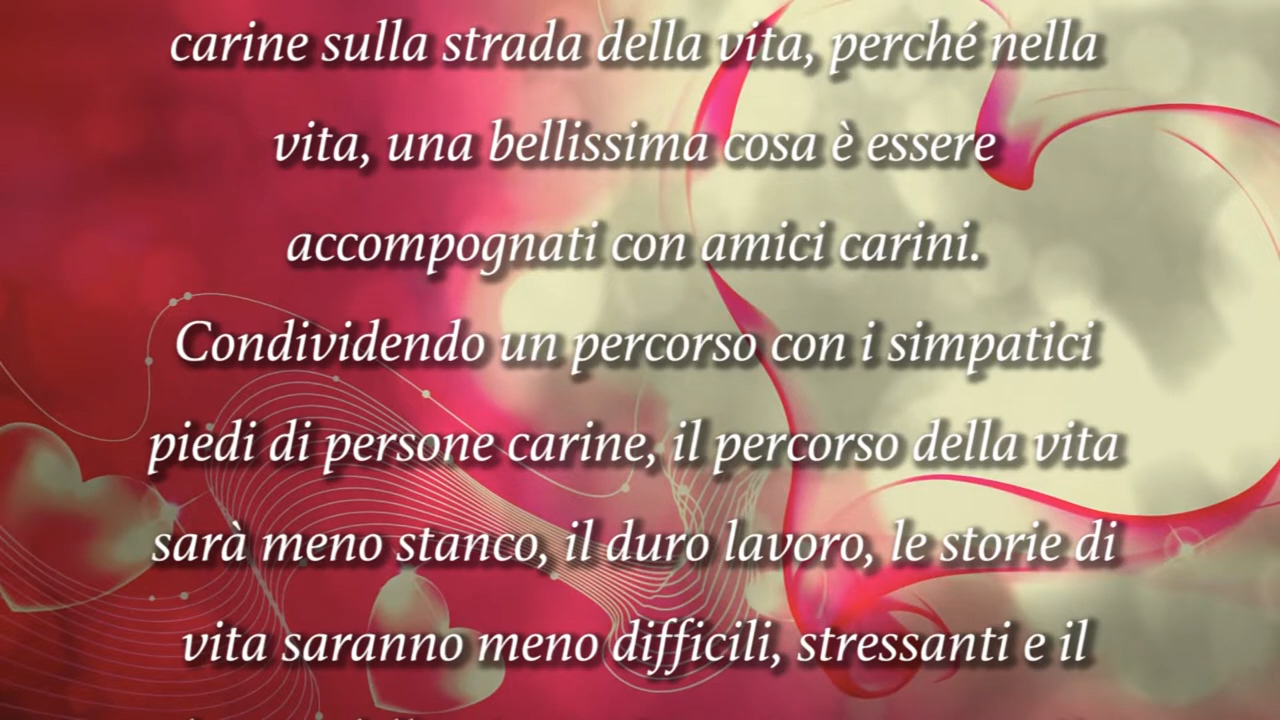 carine sulla strada della vita, perché nella
vita, una bellissima cosa è essere
accompognati con amici carini.
Condividendo un percorso con i simpatici
piedi di persone carine, il percorso della vita
sarà meno stanco, il duro lavoro, le storie di
vita saranno meno difficili, stressanti e il